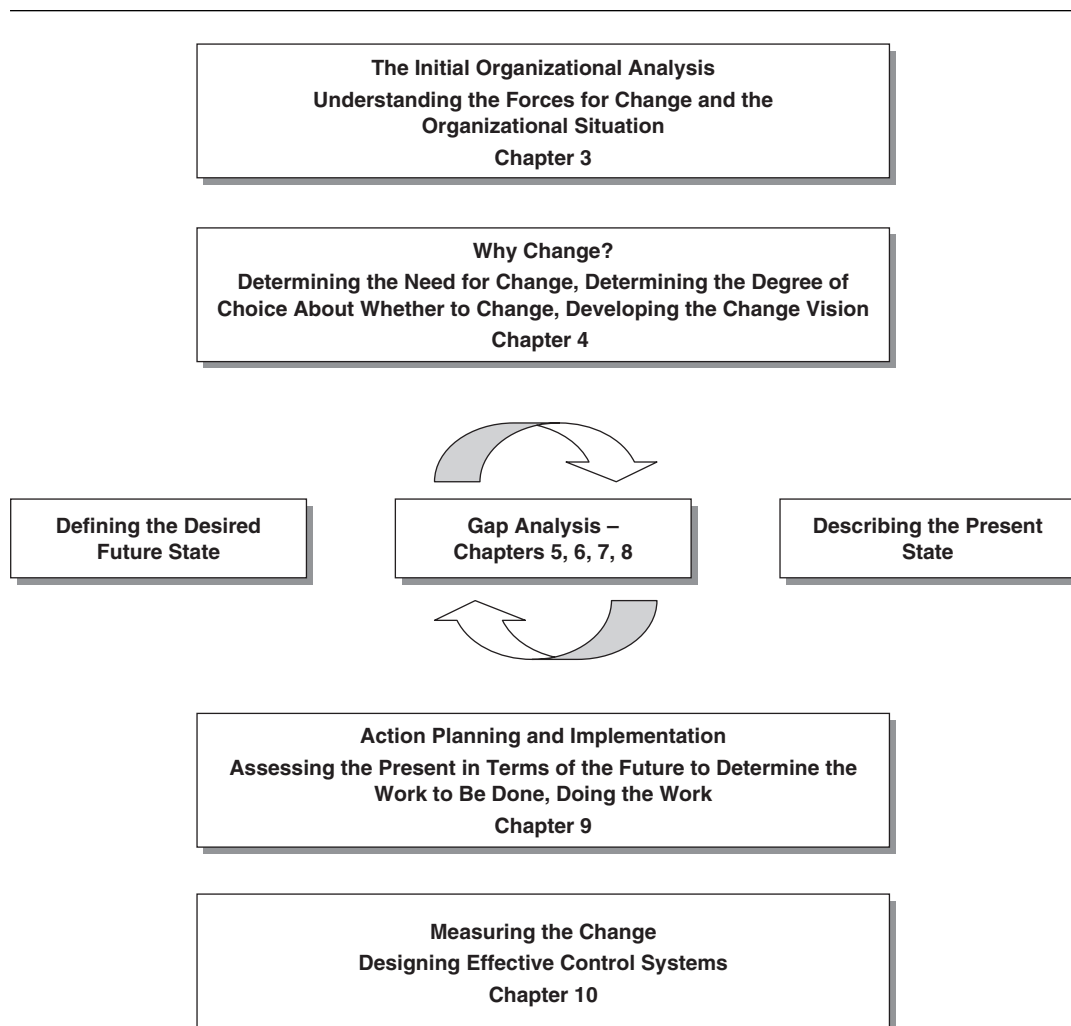 The Initial Organizational Analysis
Understanding the Forces for Change and the
Organizational Situation
Chapter 3
Why Change?
Determining the Need for Change, Determining the Degree of
Choice About Whether to Change, Developing the Change Vision
Chapter 4
Defining the Desired
Future State
Gap Analysis –
Chapters 5, 6, 7, 8
Describing the Present
State
Action Planning and Implementation
Assessing the Present in Terms of the Future to Determine the
Work to Be Done, Doing the Work
Chapter 9
Measuring the Change
Designing Effective Control Systems
Chapter 10